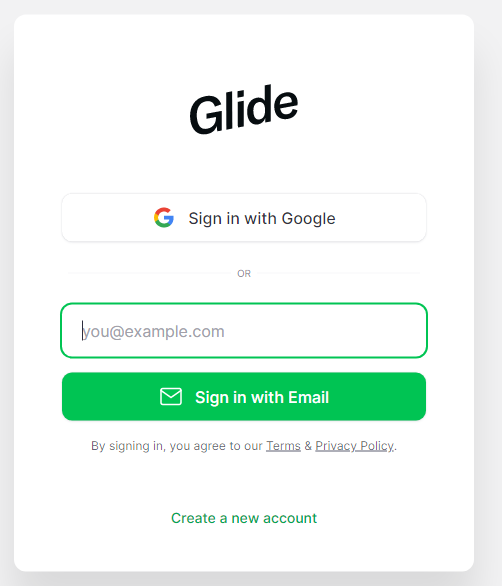 Glide
Sign in with Google
OR
you@example.com
Sign in with Email
By signing in, you agree to our Terms & Privacy Policy.
Create a new account